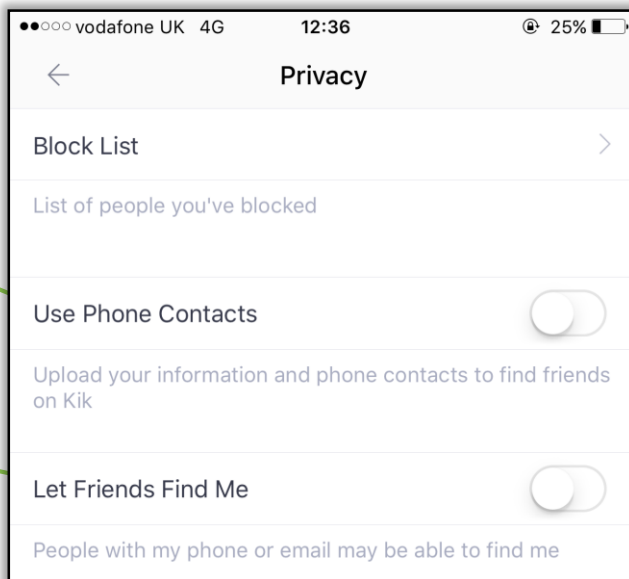 vodafone UK 4G 12:36 25%
Privacy
Block List
List of people you've blocked
Use Phone Contacts
Upload your information and phone contacts to find friends
on Kik
Let Friends Find Me
People with my phone or email may be able to find me